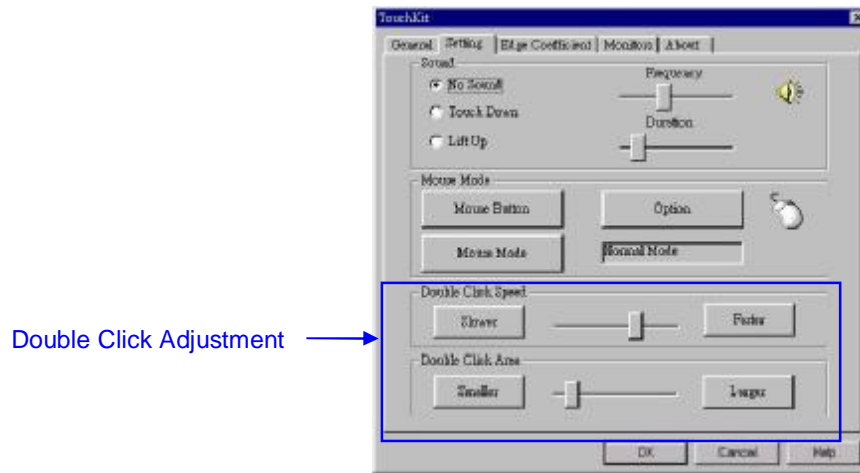 TouchKit
General Setting Edge Coefficient Monitors About
Sound
No Sound
Touch Down
Lift Up
Frequency
Duration
Mouse Mode
Mouse Button Option
Mouse Mode Normal Mode
Double Click Speed
Slower Faster
Double Click Adjustment
Double Click Area
Smaller Larger
OK Cancel Help